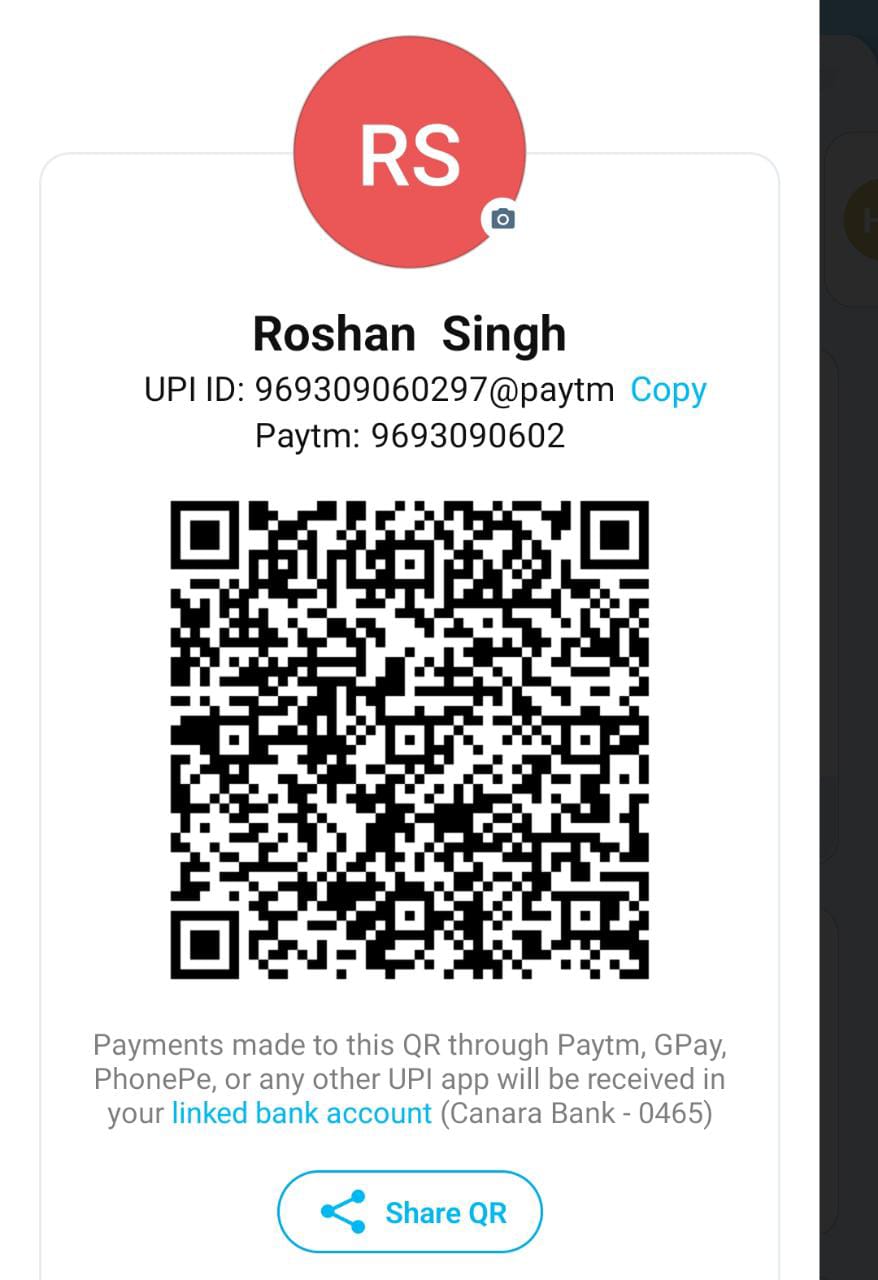 RS
Roshan Singh
UPI ID: 969309060297@paytm Copy
Paytm: 9693090602
Payments made to this QR through Paytm, GPay,
PhonePe, or any other UPI app will be received in
your linked bank account (Canara Bank - 0465)
Share QR